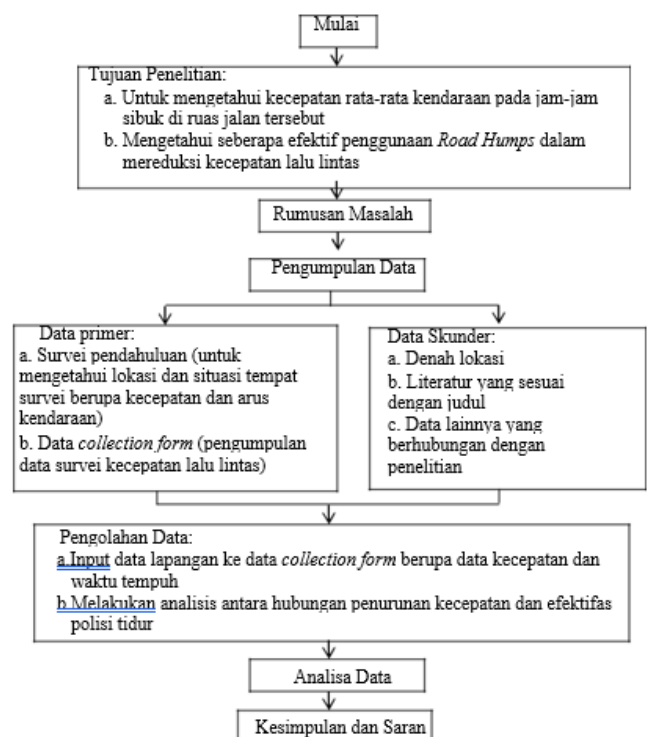 Mulai
Tujuan Penelitian:
a. Untuk mengetahui kecepatan rata-rata kendaraan pada jam-jam
sibuk di ruas jalan tersebut
b. Mengetahui seberapa efektif penggunaan Road Humps dalam
mereduksi kecepatan lalu lintas
Rumusan Masalah
Pengumpulan Data
Data primer:
a. Survei pendahuluan (untuk
mengetahui lokasi dan situasi tempat
survei berupa kecepatan dan arus
kendaraan)
b. Data collection form (pengumpulan
data survei kecepatan lalu lintas)
Data Skunder:
a. Denah lokasi
b. Literatur yang sesuai
dengan judul
c. Data lainnya yang
berhubungan dengan
penelitian
Pengolahan Data:
a.Input data lapangan ke data collection form berupa data kecepatan dan
waktu tempuh
b.Melakukan analisis antara hubungan penurunan kecepatan dan efektifas
polisi tidur
Analisa Data
Kesimpulan dan Saran